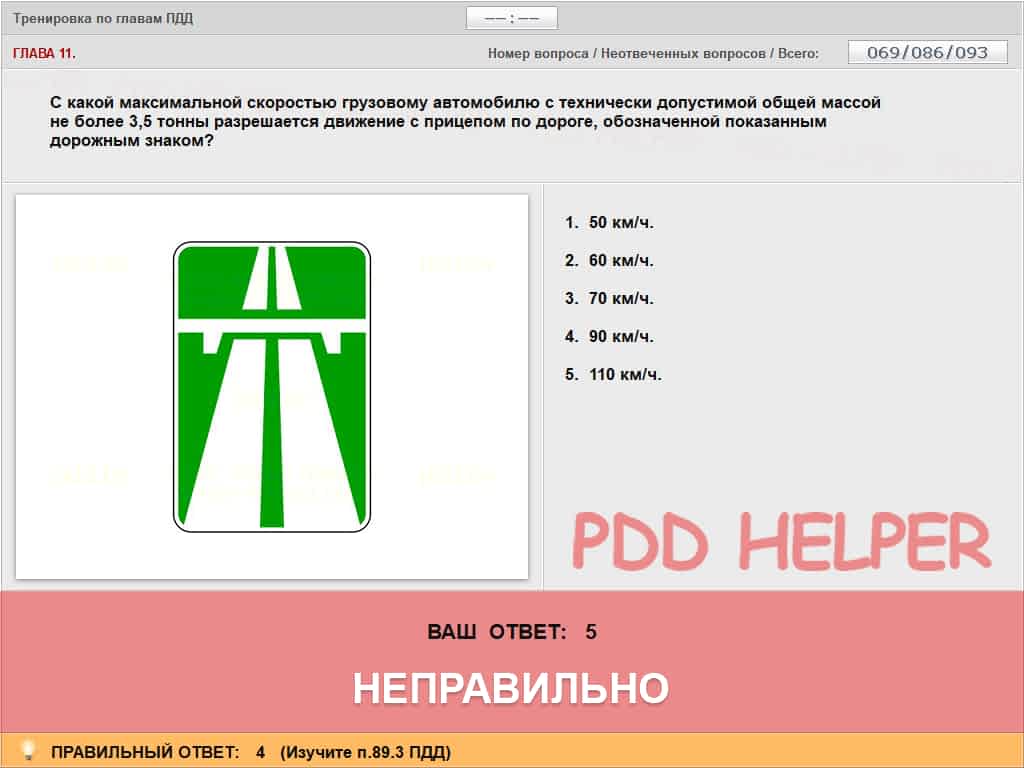 Тренировка по главам ПДД
—— : ——
ГЛАВА 11.
Номер вопроса / Неотвеченных вопросов / Всего:
069/086/093
С какой максимальной скоростью грузовому автомобилю с технически допустимой общей массой
не более 3,5 тонны разрешается движение с прицепом по дороге, обозначенной показанным
дорожным знаком?
1. 50 км/ч.
2. 60 км/ч.
3. 70 км/ч.
4. 90 км/ч.
5. 110 км/ч.
PDD HELPER
ВАШ ОТВЕТ: 5
НЕПРАВИЛЬНО
ПРАВИЛЬНЫЙ ОТВЕТ: 4 (Изучите п.89.3 ПДД)